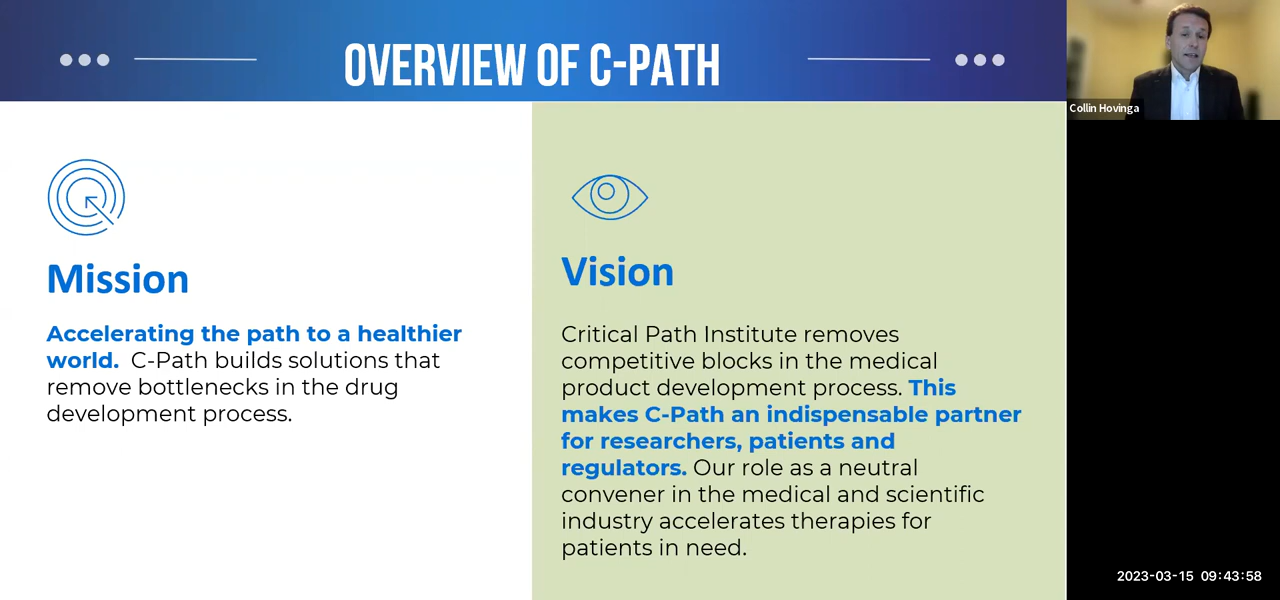 OVERVIEW OF C-PATH
Collin Hovinga
Mission
Accelerating the path to a healthier
world. C-Path builds solutions that
remove bottlenecks in the drug
development process.
Vision
Critical Path Institute removes
competitive blocks in the medical
product development process. This
makes C-Path an indispensable partner
for researchers, patients and
regulators. Our role as a neutral
convener in the medical and scientific
industry accelerates therapies for
patients in need.
2023-03-15 09:43:58